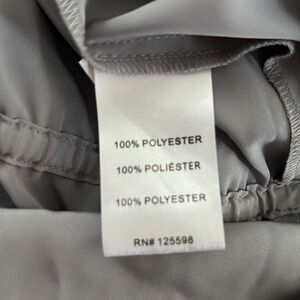 100% POLYESTER
100% POLIÉSTER
100% POLYESTER
RN# 125598